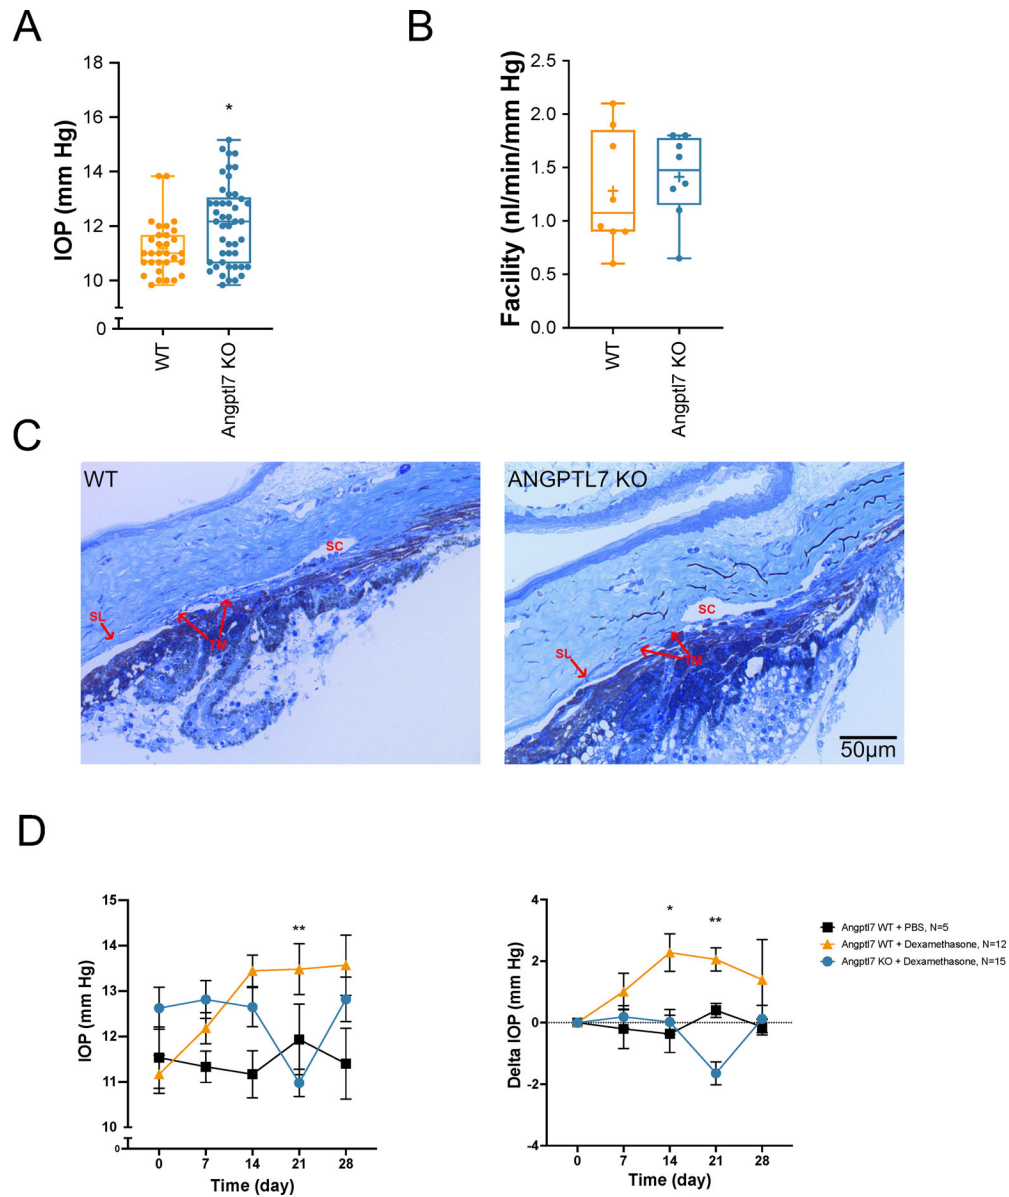 A
B
18
16
14
12
10
0
IOP (mm Hg)
*
WT
Angptl7 KO
2.5
2.0
1.5
1.0
0.5
0.0
Facility (nl/min/mm Hg)
WT
Angptl7 KO
C
WT
SC
SL
TM
ANGPTL7 KO
SC
SL
TM
50µm
D
15
14
13
12
11
10
0
IOP (mm Hg)
**
0 7 14 21 28
Time (day)
4
2
0
-2
-4
Delta IOP (mm Hg)
*
**
0 7 14 21 28
Time (day)
Angptl7 WT + PBS, N=5
Angptl7 WT + Dexamethasone, N=12
Angptl7 KO + Dexamethasone, N=15